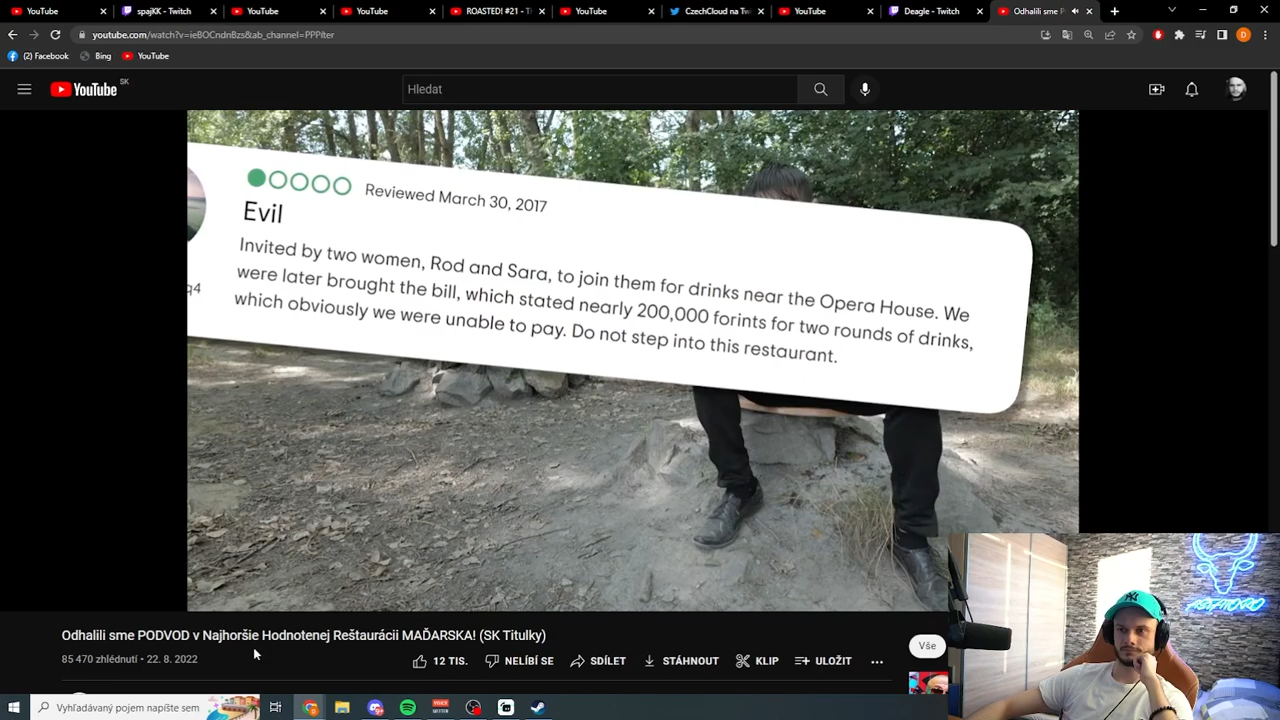 YouTube
spajKK - Twitch
YouTube
YouTube
ROASTED! #21 - T
YouTube
CzechCloud na Tw
YouTube
Deagle - Twitch
Odhalili sme P
youtube.com/watch?v=ieBOCndnBzs&ab_channel=PPPiter
(2) Facebook
Bing
YouTube
YouTube SK
Hledat
Reviewed March 30, 2017
Evil
Invited by two women, Rod and Sara, to join them for drinks near the Opera House. We
were later brought the bill, which stated nearly 200,000 forints for two rounds of drinks,
which obviously we were unable to pay. Do not step into this restaurant.
q4
Odhalili sme PODVOD v Najhoršie Hodnotenej Reštaurácii MAĎARSKA! (SK Titulky)
85 470 zhlédnutí • 22. 8. 2022
12 TIS.
NELÍBÍ SE
SDÍLET
STÁHNOUT
KLIP
ULOŽIT
Vše
Vyhľadávaný pojem napíšte sem